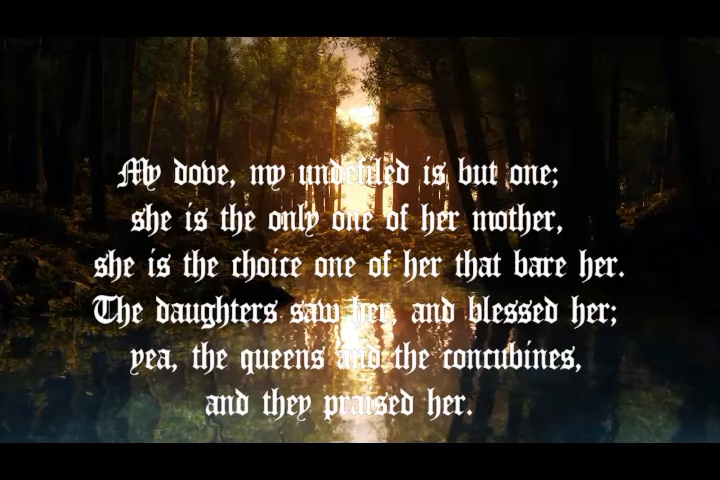 My dove, my undefiled is but one;
she is the only one of her mother,
she is the choice one of her that bare her.
The daughters saw her, and blessed her;
yea, the queens and the concubines,
and they praised her.